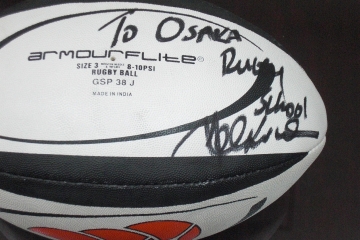 To OSAKA
Rugby
School
ARMOURFLITE®
SIZE 3 8-10PSI
RUGBY BALL
GSP 38 J
MADE IN INDIA